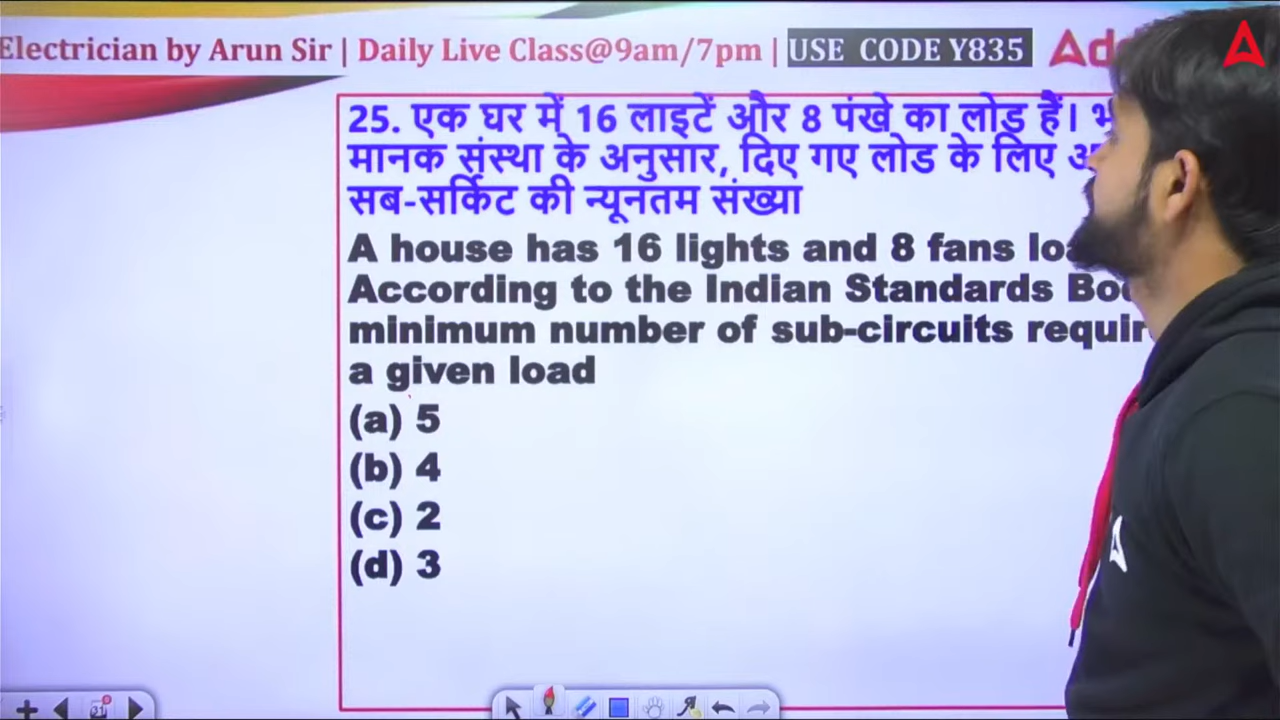 Electrician by Arun Sir | Daily Live Class@9am/7pm | USE CODE Y835
25. एक घर में 16 लाइटें और 8 पंखे का लोड हैं।
मानक संस्था के अनुसार, दिए गए लोड के लिए
सब-सर्किट की न्यूनतम संख्या
A house has 16 lights and 8 fans
According to the Indian Standards
minimum number of sub-circuits
a given load
(a) 5
(b) 4
(c) 2
(d) 3